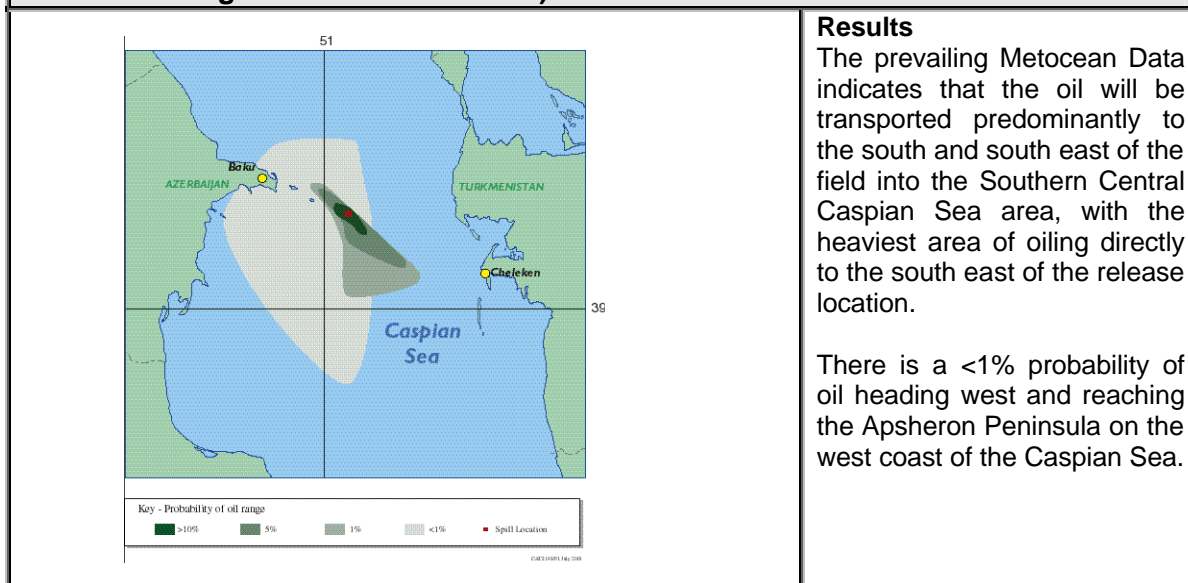 51
Baku
AZERBAIJAN
TURKMENISTAN
Cheleken
39
Caspian
Sea
Key - Probability of oil range
>10%
5%
1%
<1%
Spill Location
Results
The prevailing Metocean Data
indicates that the oil will be
transported predominantly to
the south and south east of the
field into the Southern Central
Caspian Sea area, with the
heaviest area of oiling directly
to the south east of the release
location.
There is a <1% probability of
oil heading west and reaching
the Apsheron Peninsula on the
west coast of the Caspian Sea.